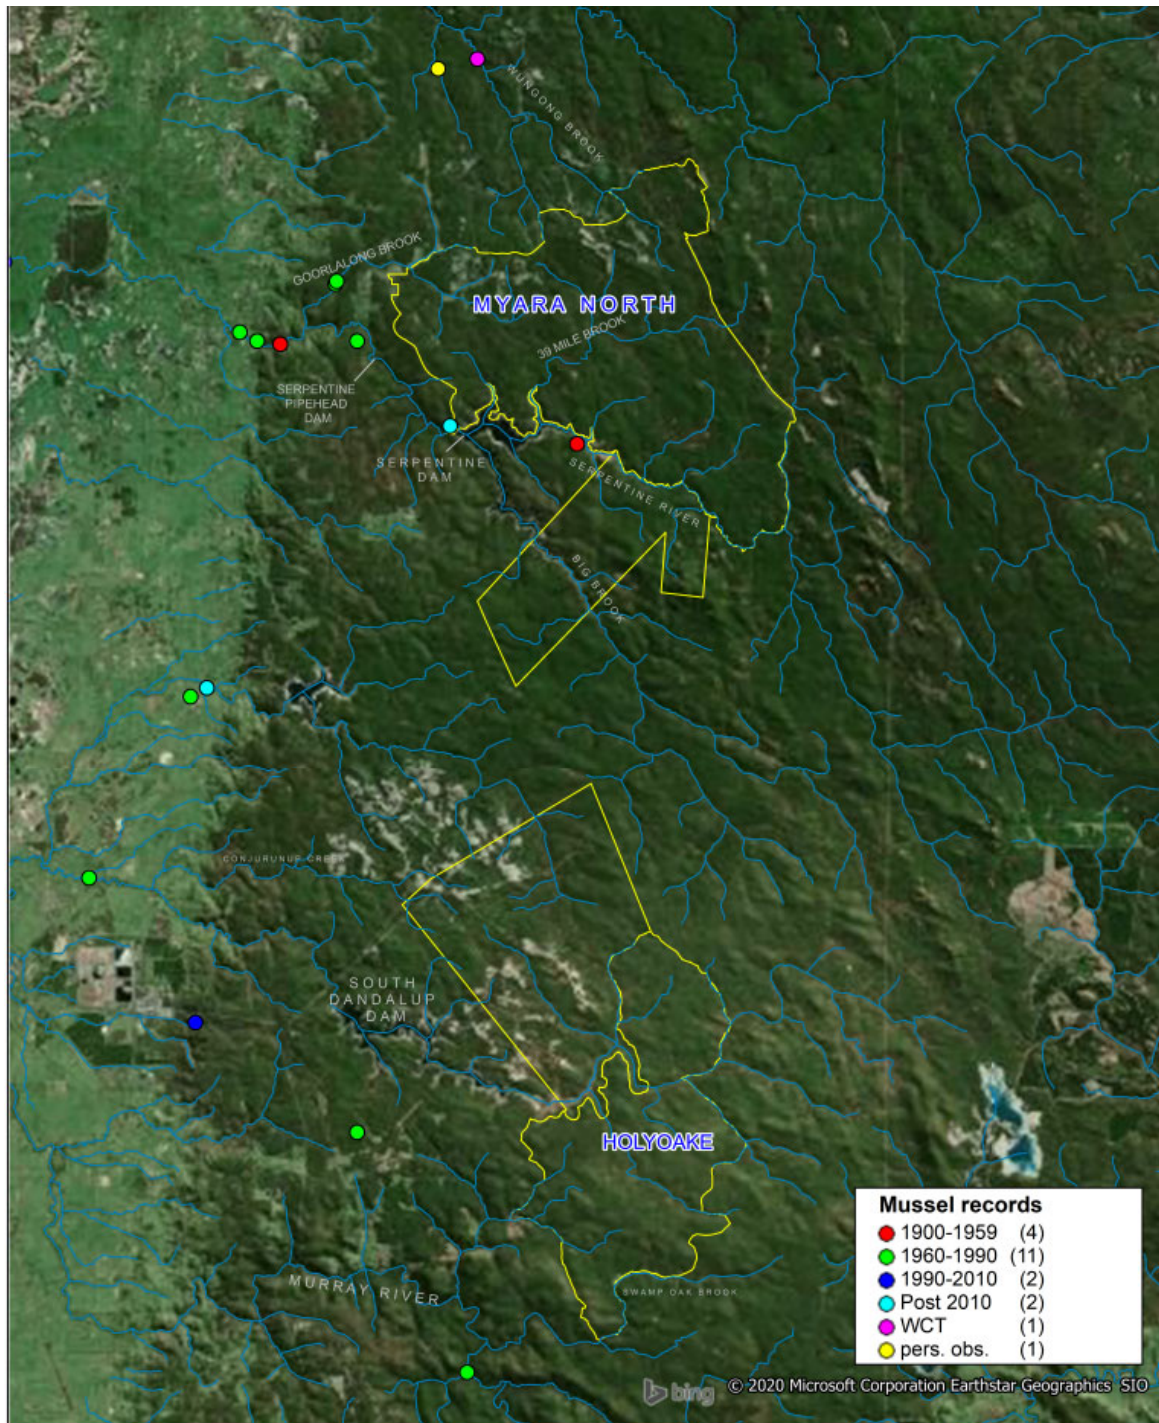 WUNGONG BROOK
GOORLALONG BROOK
MYARA NORTH
39 MILE BROOK
SERPENTINE
PIPEHEAD
DAM
SERPENTINE
DAM
SERPENTINE RIVER
BIG BROOK
CONJURUNUP CREEK
SOUTH
DANDALUP
DAM
HOLYOAKE
MURRAY RIVER
SWAMP OAK BROOK
Mussel records
1900-1959 (4)
1960-1990 (11)
1990-2010 (2)
Post 2010 (2)
WCT (1)
pers. obs. (1)
bing © 2020 Microsoft Corporation Earthstar Geographics SIO